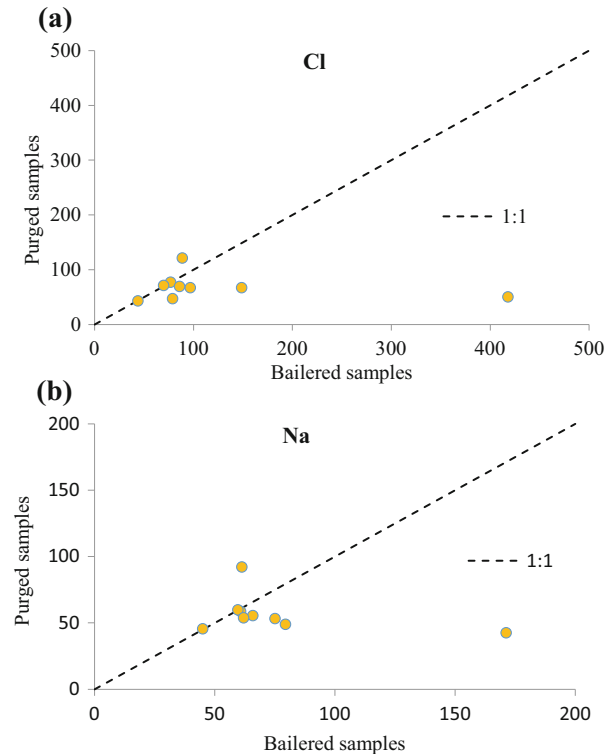 (a)
Cl
500
400
300
200
100
0
Purged samples
1:1
0 100 200 300 400 500
Bailered samples
(b)
Na
200
150
100
50
0
Purged samples
1:1
0 50 100 150 200
Bailered samples